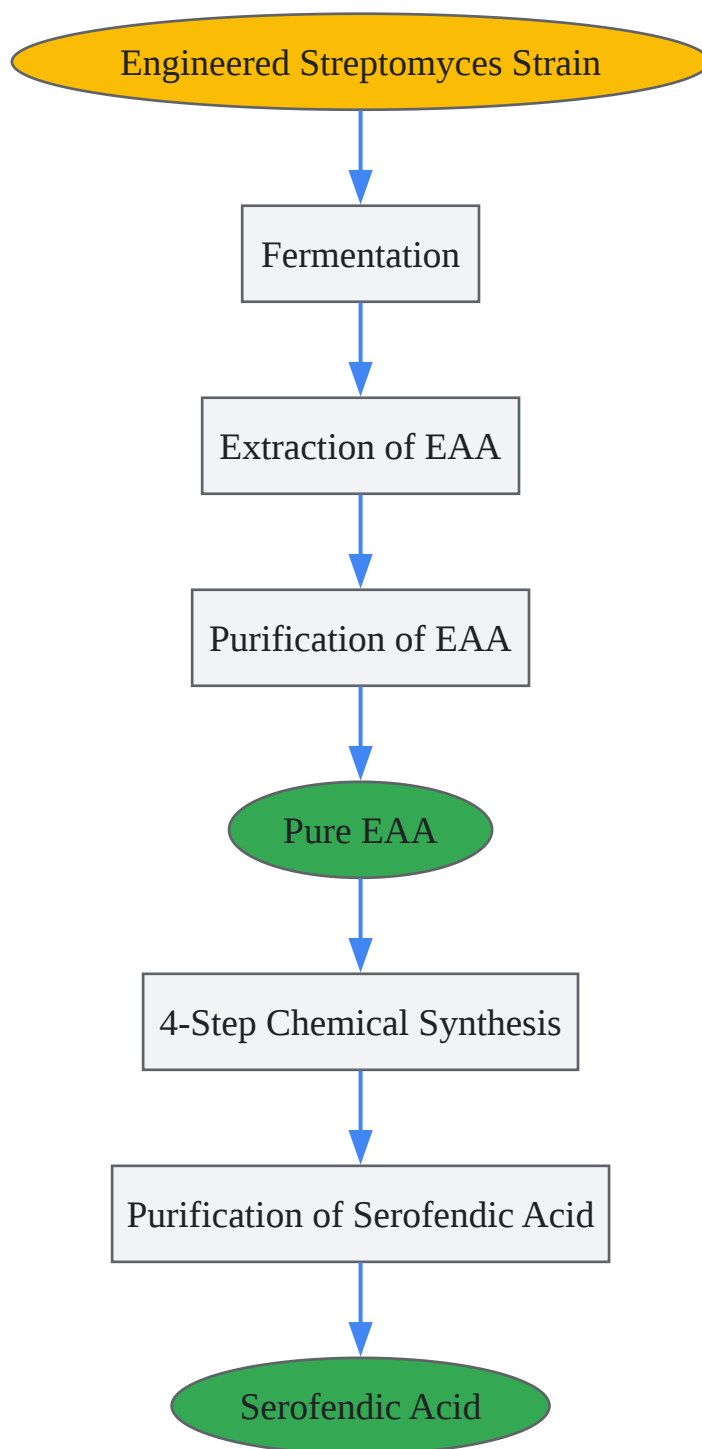 Engineered Streptomyces Strain
Fermentation
Extraction of EAA
Purification of EAA
Pure EAA
4-Step Chemical Synthesis
Purification of Serofendic Acid
Serofendic Acid